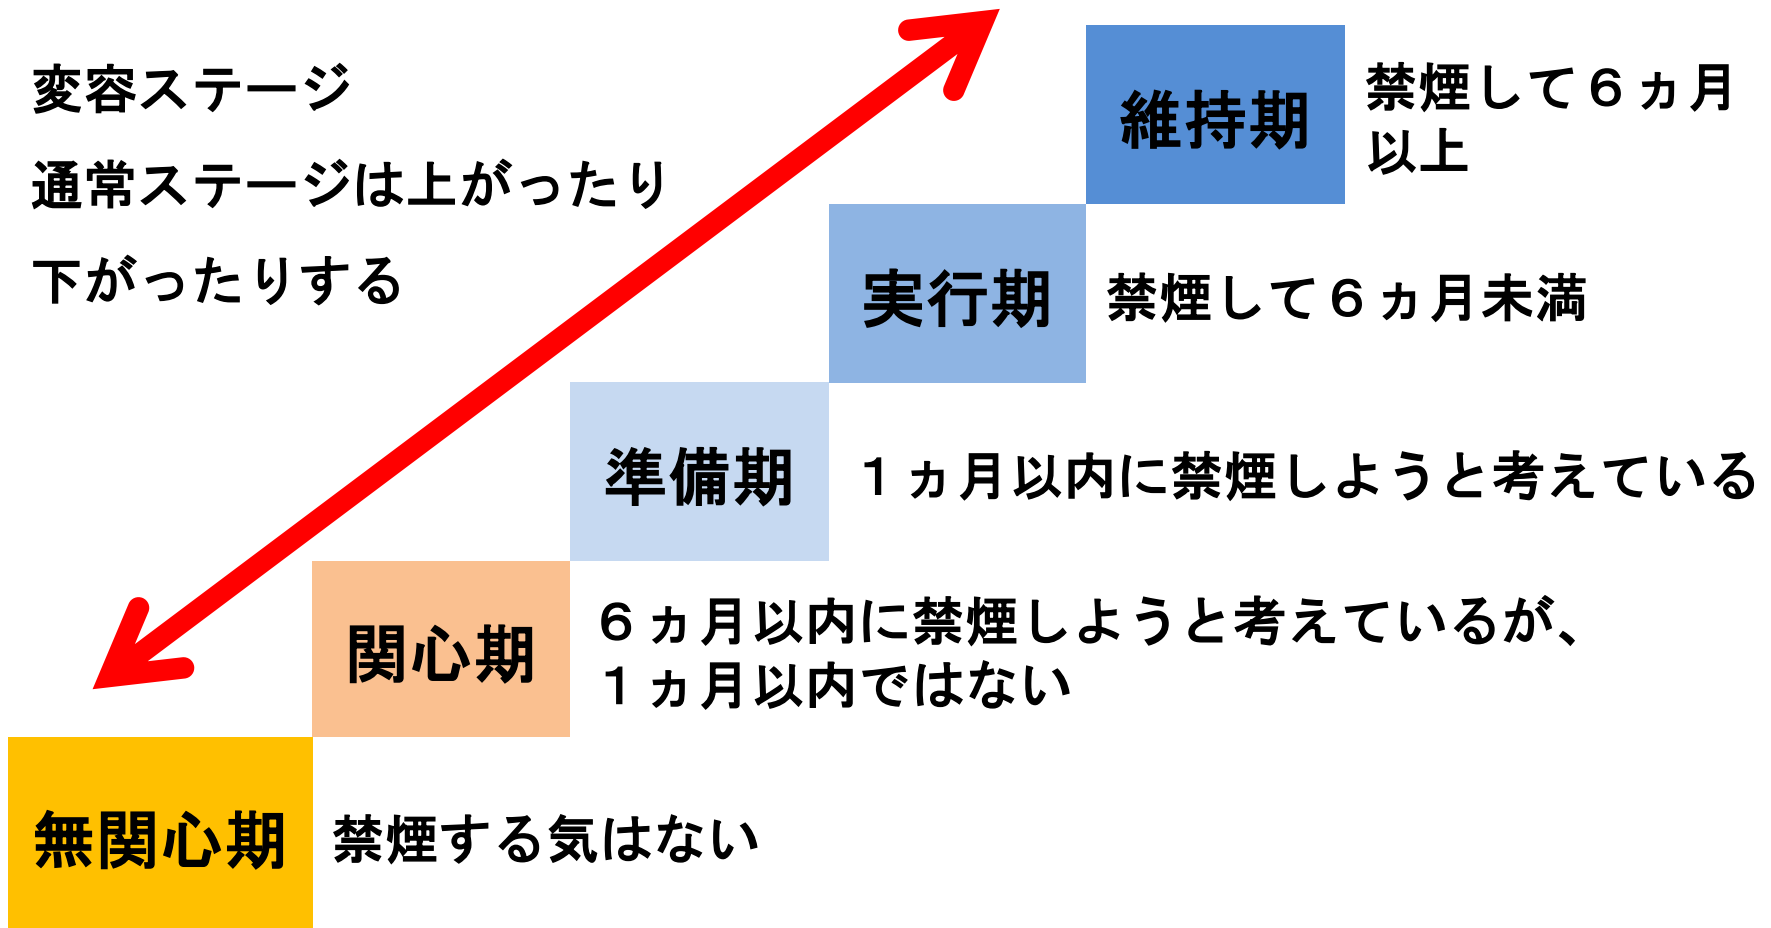 変容ステージ
通常ステージは上がったり
下がったりする
維持期
禁煙して６ヵ月
以上
実行期
禁煙して６ヵ月未満
準備期
１ヵ月以内に禁煙しようと考えている
関心期
６ヵ月以内に禁煙しようと考えているが、
１ヵ月以内ではない
無関心期
禁煙する気はない